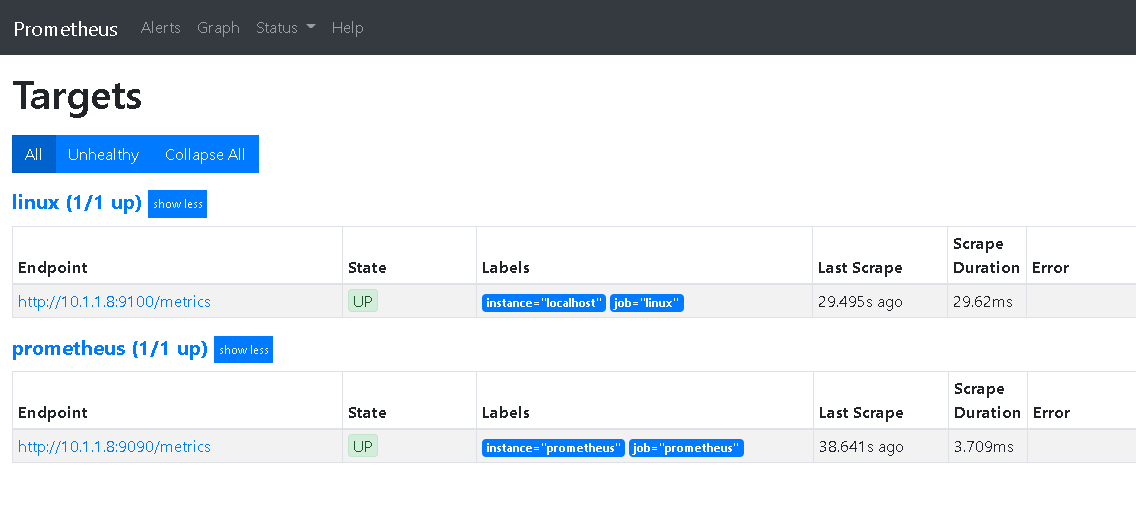 Prometheus Alerts Graph Status Help
Targets
All Unhealthy Collapse All
linux (1/1 up) show less
Endpoint State Labels Last Scrape Scrape Duration Error
http://10.1.1.8:9100/metrics UP instance="localhost" job="linux" 29.495s ago 29.62ms
prometheus (1/1 up) show less
Endpoint State Labels Last Scrape Scrape Duration Error
http://10.1.1.8:9090/metrics UP instance="prometheus" job="prometheus" 38.641s ago 3.709ms